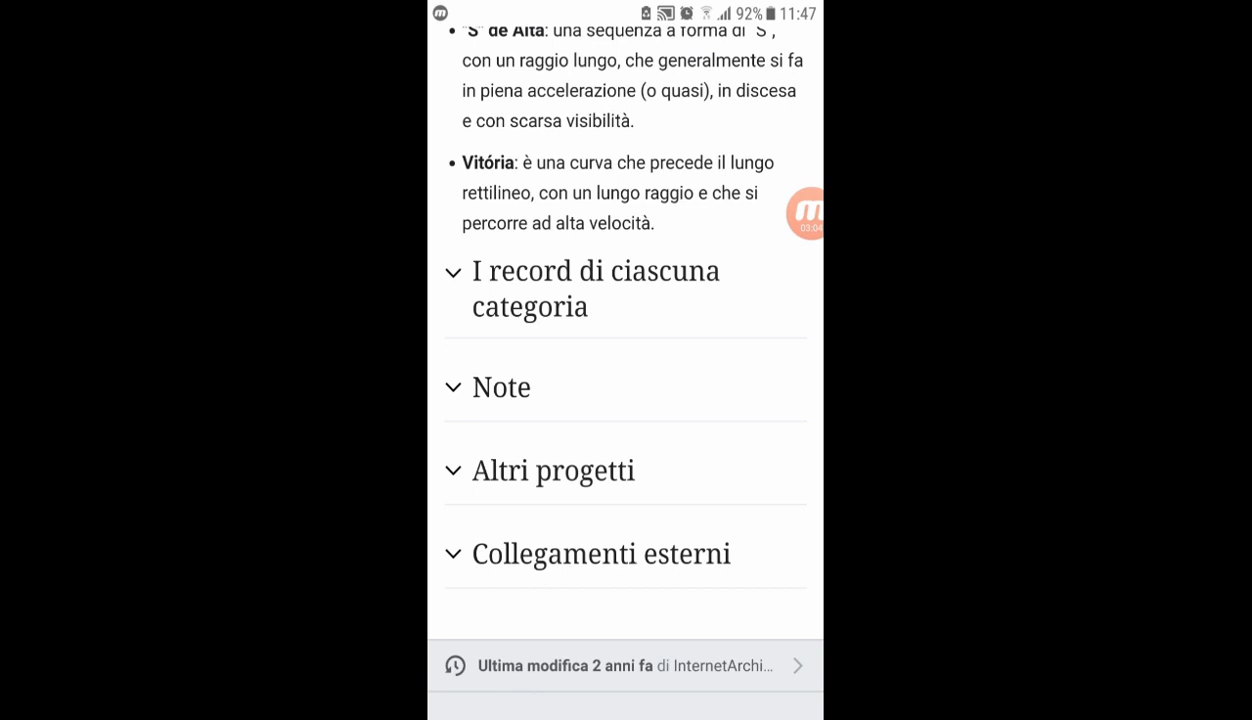 92% 11:47
"S" de Alta: una sequenza a forma di "S",
con un raggio lungo, che generalmente si fa
in piena accelerazione (o quasi), in discesa
e con scarsa visibilità.
Vitória: è una curva che precede il lungo
rettilineo, con un lungo raggio e che si
percorre ad alta velocità.
m
03:04
I record di ciascuna
categoria
Note
Altri progetti
Collegamenti esterni
Ultima modifica 2 anni fa di InternetArchi...